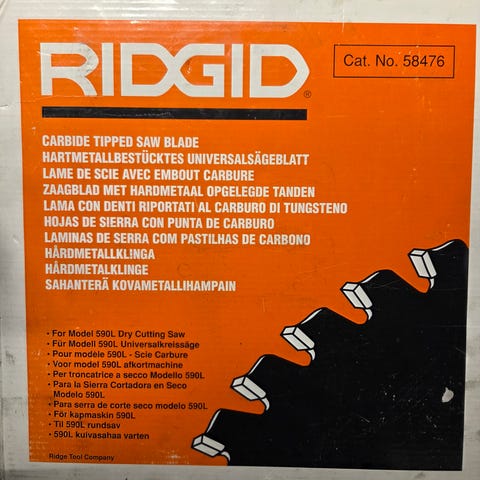 RIDGID®
Cat. No. 58476
CARBIDE TIPPED SAW BLADE
HARTMETALLBESTÜCKTES UNIVERSALSÄGEBLATT
LAME DE SCIE AVEC EMBOUT CARBURE
ZAAGBLAD MET HARDMETAAL OPGELEGDE TANDEN
LAMA CON DENTI RIPORTATI AL CARBURO DI TUNGSTENO
HOJAS DE SIERRA CON PUNTA DE CARBURO
LAMINAS DE SERRA COM PASTILHAS DE CARBONO
HÅRDMETALLKLINGA
HÅRDMETALKLINGE
SAHANTERÄ KOVAMETALLIHAMPAIN
• For Model 590L Dry Cutting Saw
• Für Modell 590L Universalkreissäge
• Pour modèle 590L - Scie Carbure
• Voor model 590L afkortmachine
• Per troncatrice a secco Modello 590L
• Para la Sierra Cortadora en Seco
Modelo 590L
• Para serra de corte seco modelo 590L
• För kapmaskin 590L
• Til 590L rundsav
• 590L kuivasahaa varten
Ridge Tool Company